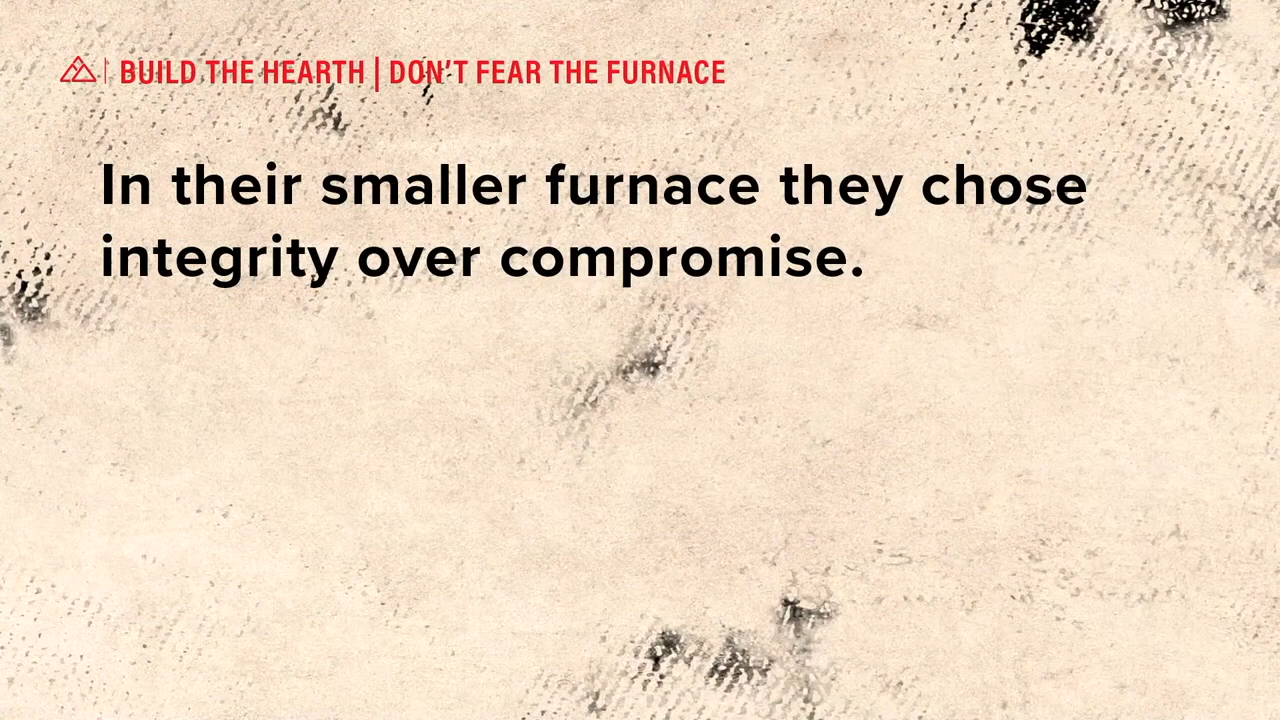 BUILD THE HEARTH | DON'T FEAR THE FURNACE
In their smaller furnace they chose
integrity over compromise.